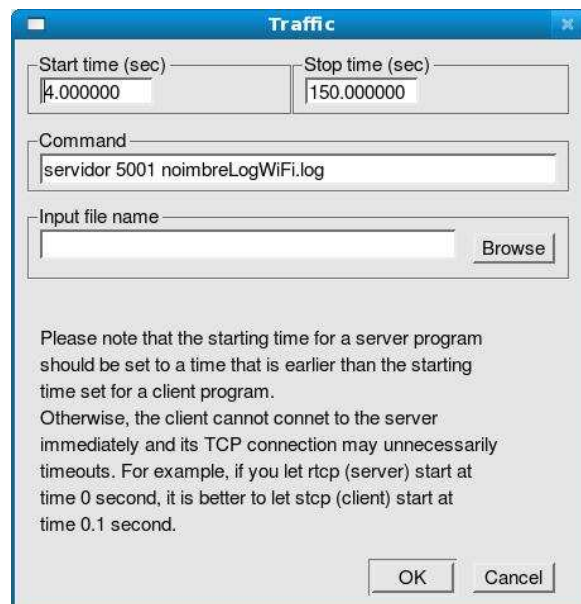 Traffic
Start time (sec)
Stop time (sec)
4.000000
150.000000
Command
servidor 5001 noimbreLogWiFi.log
Input file name
Browse
Please note that the starting time for a server program
should be set to a time that is earlier than the starting
time set for a client program.
Otherwise, the client cannot connet to the server
immediately and its TCP connection may unnecessarily
timeouts. For example, if you let rtcp (server) start at
time 0 second, it is better to let stcp (client) start at
time 0.1 second.
OK
Cancel